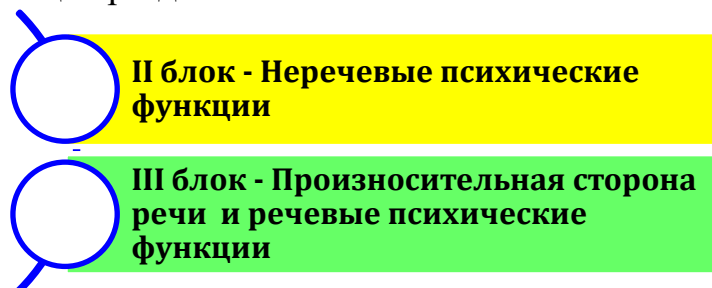 II блок - Неречевые психические
функции
III блок - Произносительная сторона
речи и речевые психические
функции